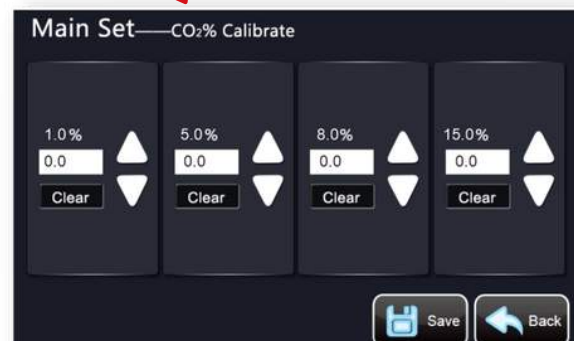 Main Set——CO₂% Calibrate
1.0% 5.0% 8.0% 15.0%
0.0 0.0 0.0 0.0
Clear Clear Clear Clear
Save Back